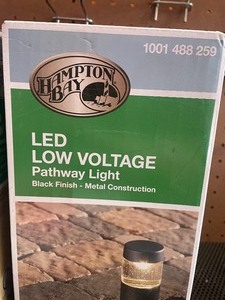 1001 488 259
HAMPTON
BAY
LED
LOW VOLTAGE
Pathway Light
Black Finish - Metal Construction